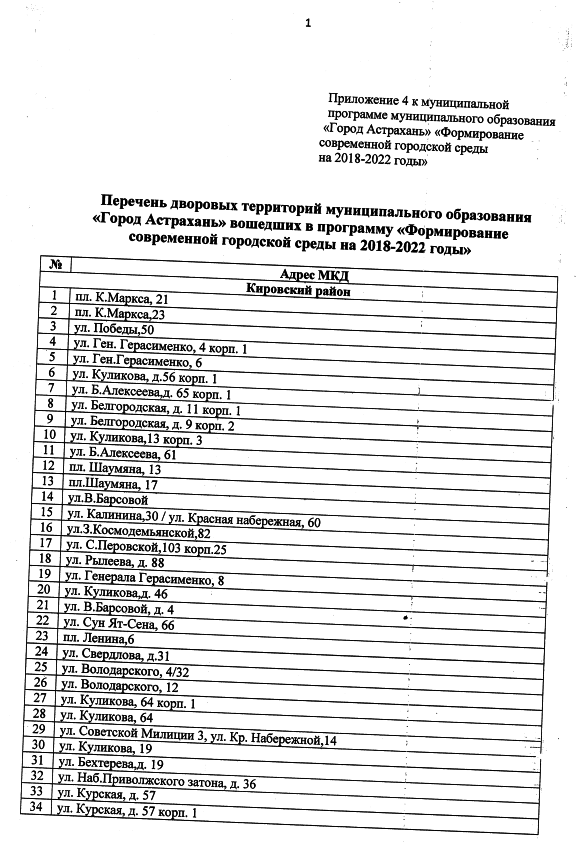 1
Приложение 4 к муниципальной
программе муниципального образования
«Город Астрахань» «Формирование
современной городской среды
на 2018-2022 годы»
Перечень дворовых территорий муниципального образования
«Город Астрахань» вошедших в программу «Формирование
современной городской среды на 2018-2022 годы»
№ Адрес МКД
Кировский район
1 пл. К.Маркса, 21
2 пл. К.Маркса,23
3 ул. Победы,50
4 ул. Ген. Герасименко, 4 корп. 1
5 ул. Ген.Герасименко, 6
6 ул. Куликова, д.56 корп. 1
7 ул. Б.Алексеева,д. 65 корп. 1
8 ул. Белгородская, д. 11 корп. 1
9 ул. Белгородская, д. 9 корп. 2
10 ул. Куликова,13 корп. 3
11 ул. Б.Алексеева, 61
12 пл. Шаумяна, 13
13 пл.Шаумяна, 17
14 ул.В.Барсовой
15 ул. Калинина,30 / ул. Красная набережная, 60
16 ул.З.Космодемьянской,82
17 ул. С.Перовской,103 корп.25
18 ул. Рылеева, д. 88
19 ул. Генерала Герасименко, 8
20 ул. Куликова,д. 46
21 ул. В.Барсовой, д. 4
22 ул. Сун Ят-Сена, 66
23 пл. Ленина,6
24 ул. Свердлова, д.31
25 ул. Володарского, 4/32
26 ул. Володарского, 12
27 ул. Куликова, 64 корп. 1
28 ул. Куликова, 64
29 ул. Советской Милиции 3, ул. Кр. Набережной,14
30 ул. Куликова, 19
31 ул. Бехтерева,д. 19
32 ул. Наб.Приволжского затона, д. 36
33 ул. Курская, д. 57
34 ул. Курская, д. 57 корп. 1